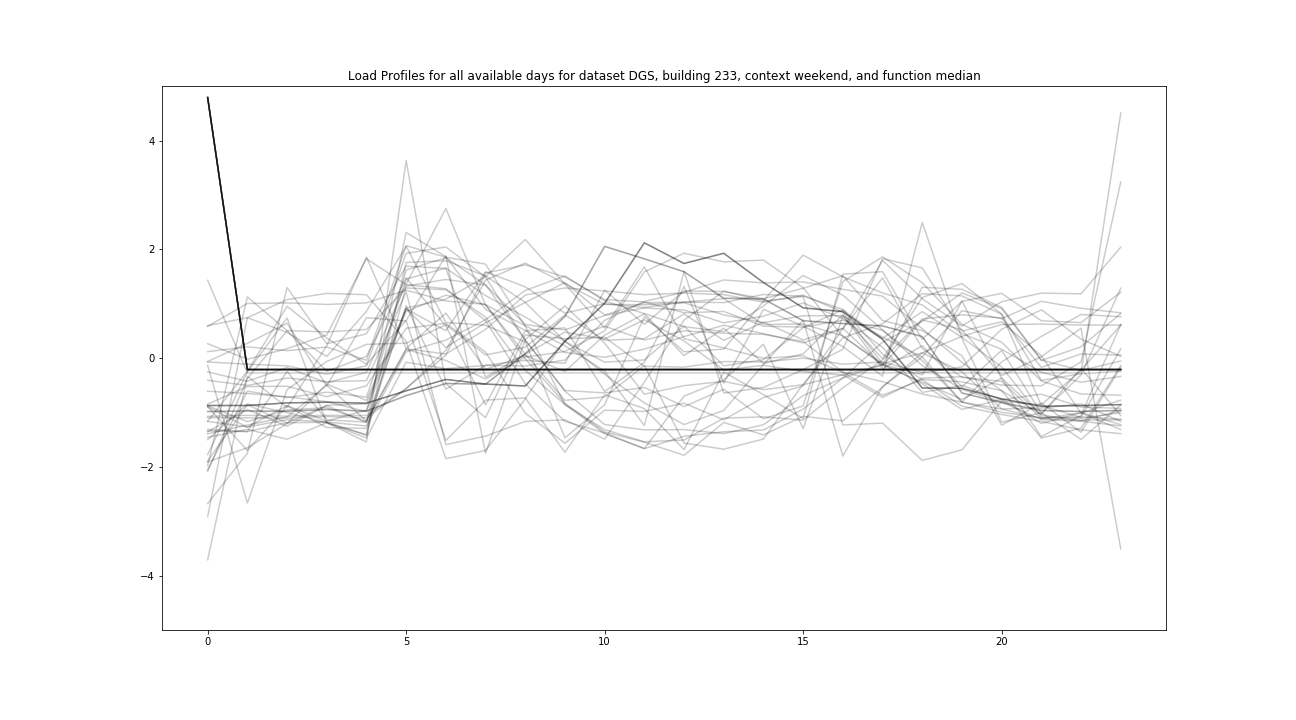 Load Profiles for all available days for dataset DGS, building 233, context weekend, and function median
4
2
0
−2
−4
0 5 10 15 20